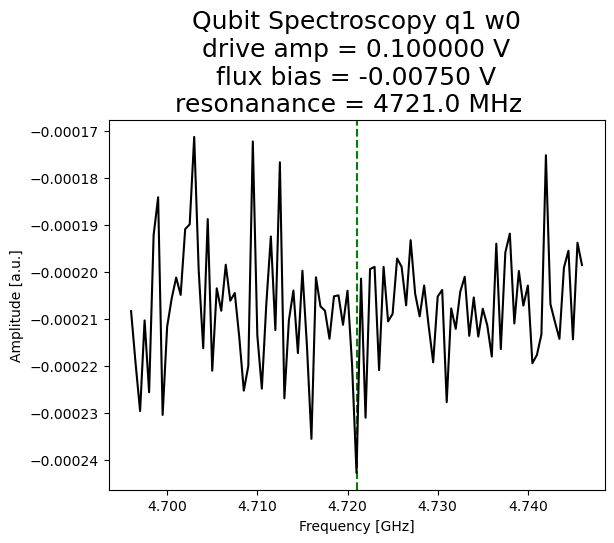 Qubit Spectroscopy q1 w0
drive amp = 0.100000 V
flux bias = -0.00750 V
resonanance = 4721.0 MHz
−0.00017
−0.00018
−0.00019
−0.00020
−0.00021
−0.00022
−0.00023
−0.00024
Amplitude [a.u.]
4.700 4.710 4.720 4.730 4.740
Frequency [GHz]